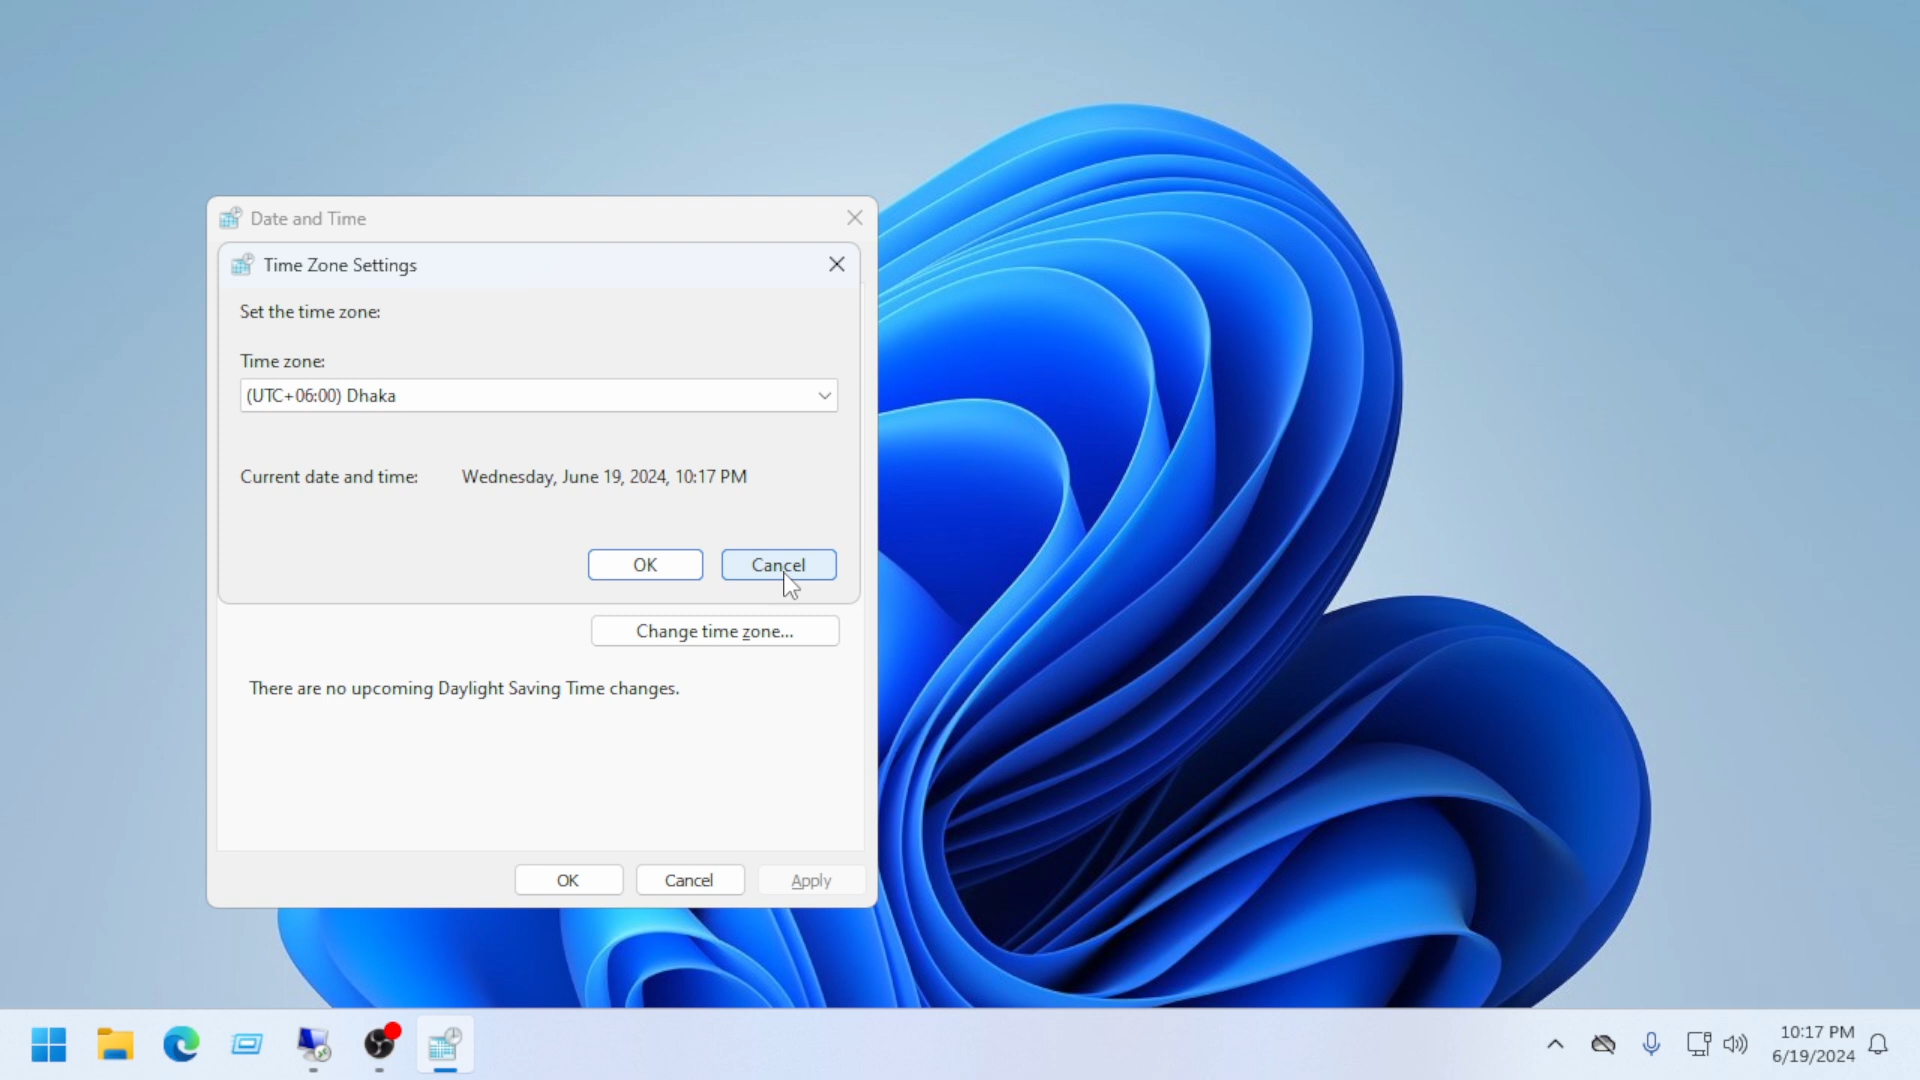 Date and Time
Time Zone Settings
Set the time zone:
Time zone:
(UTC+06:00) Dhaka
Current date and time: Wednesday, June 19, 2024, 10:17 PM
OK Cancel
Change time zone...
There are no upcoming Daylight Saving Time changes.
OK Cancel Apply
10:17 PM
6/19/2024